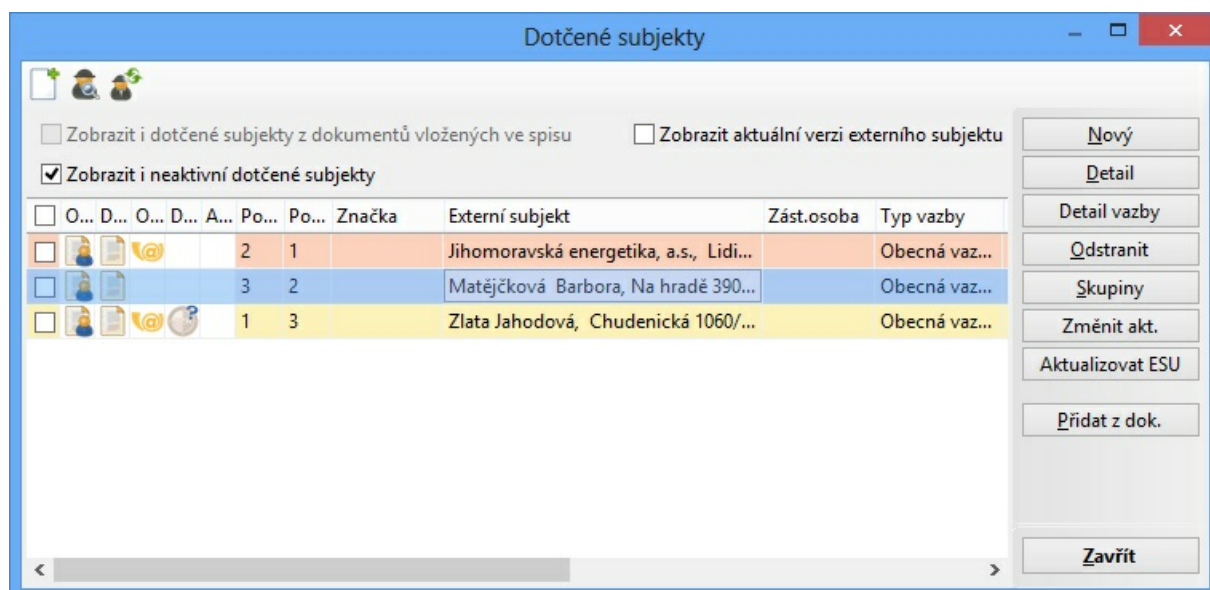 Dotčené subjekty
Zobrazit i dotčené subjekty z dokumentů vložených ve spisu
Zobrazit aktuální verzi externího subjektu
Zobrazit i neaktivní dotčené subjekty
O... D... O... D... A... Po... Po... Značka Externí subjekt Zást.osoba Typ vazby
2 1 Jihomoravská energetika, a.s., Lidi... Obecná vaz...
3 2 Matějčková Barbora, Na hradě 390... Obecná vaz...
1 3 Zlata Jahodová, Chudenická 1060/... Obecná vaz...
Nový
Detail
Detail vazby
Odstranit
Skupiny
Změnit akt.
Aktualizovat ESU
Přidat z dok.
Zavřít